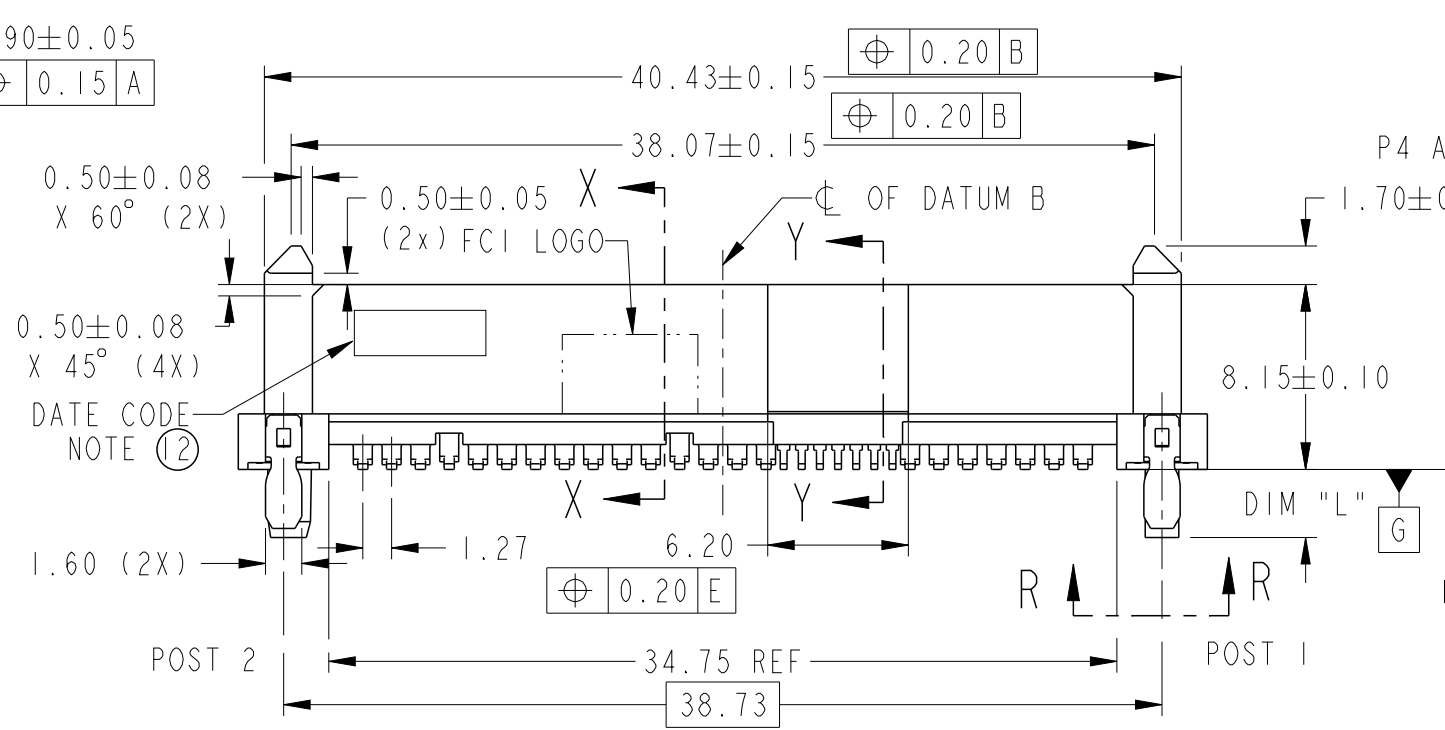 90±0.05
0.15 A
40.43±0.15
⌖ 0.20 B
⌖ 0.20 B
38.07±0.15
P4 A
0.50±0.08
X 60° (2X)
0.50±0.05
(2x) FCI LOGO
X
℄ OF DATUM B
Y
1.70±0
0.50±0.08
X 45° (4X)
8.15±0.10
DATE CODE
NOTE 12
X
Y
DIM "L"
G
1.60 (2X)
1.27
6.20
⌖ 0.20 E
R
R
POST 2
34.75 REF
POST 1
38.73